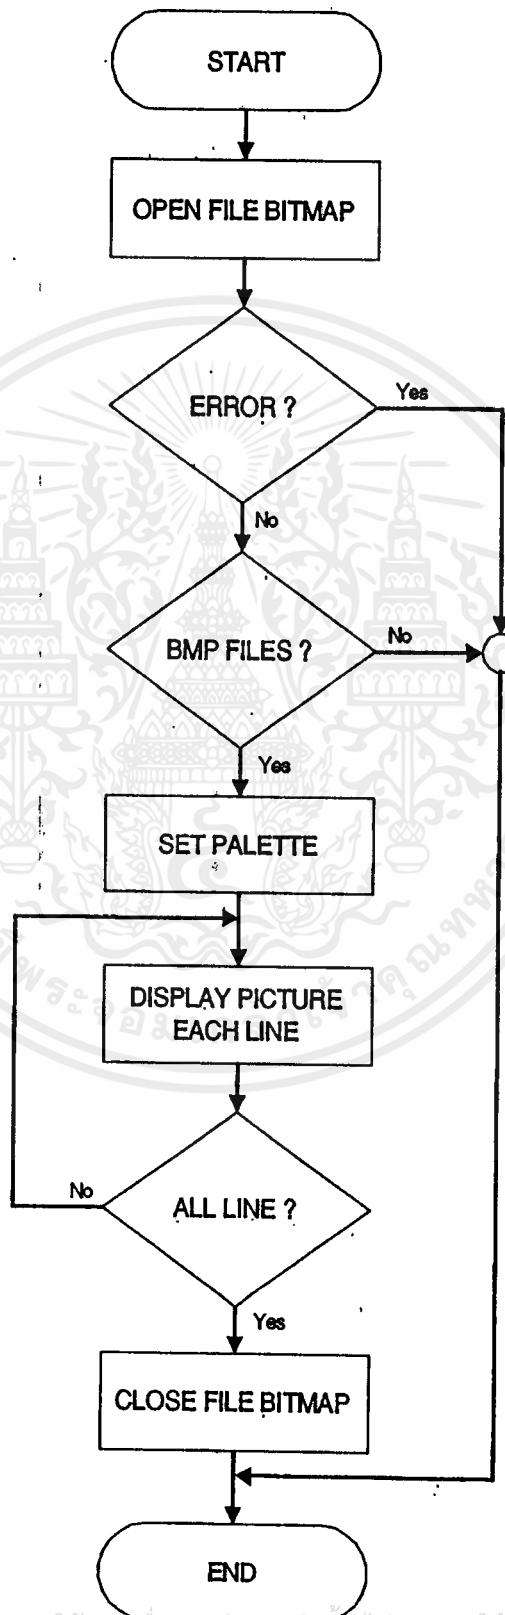 START
OPEN FILE BITMAP
ERROR ?
Yes
No
BMP FILES ?
No
Yes
SET PALETTE
DISPLAY PICTURE
EACH LINE
ALL LINE ?
No
Yes
CLOSE FILE BITMAP
END